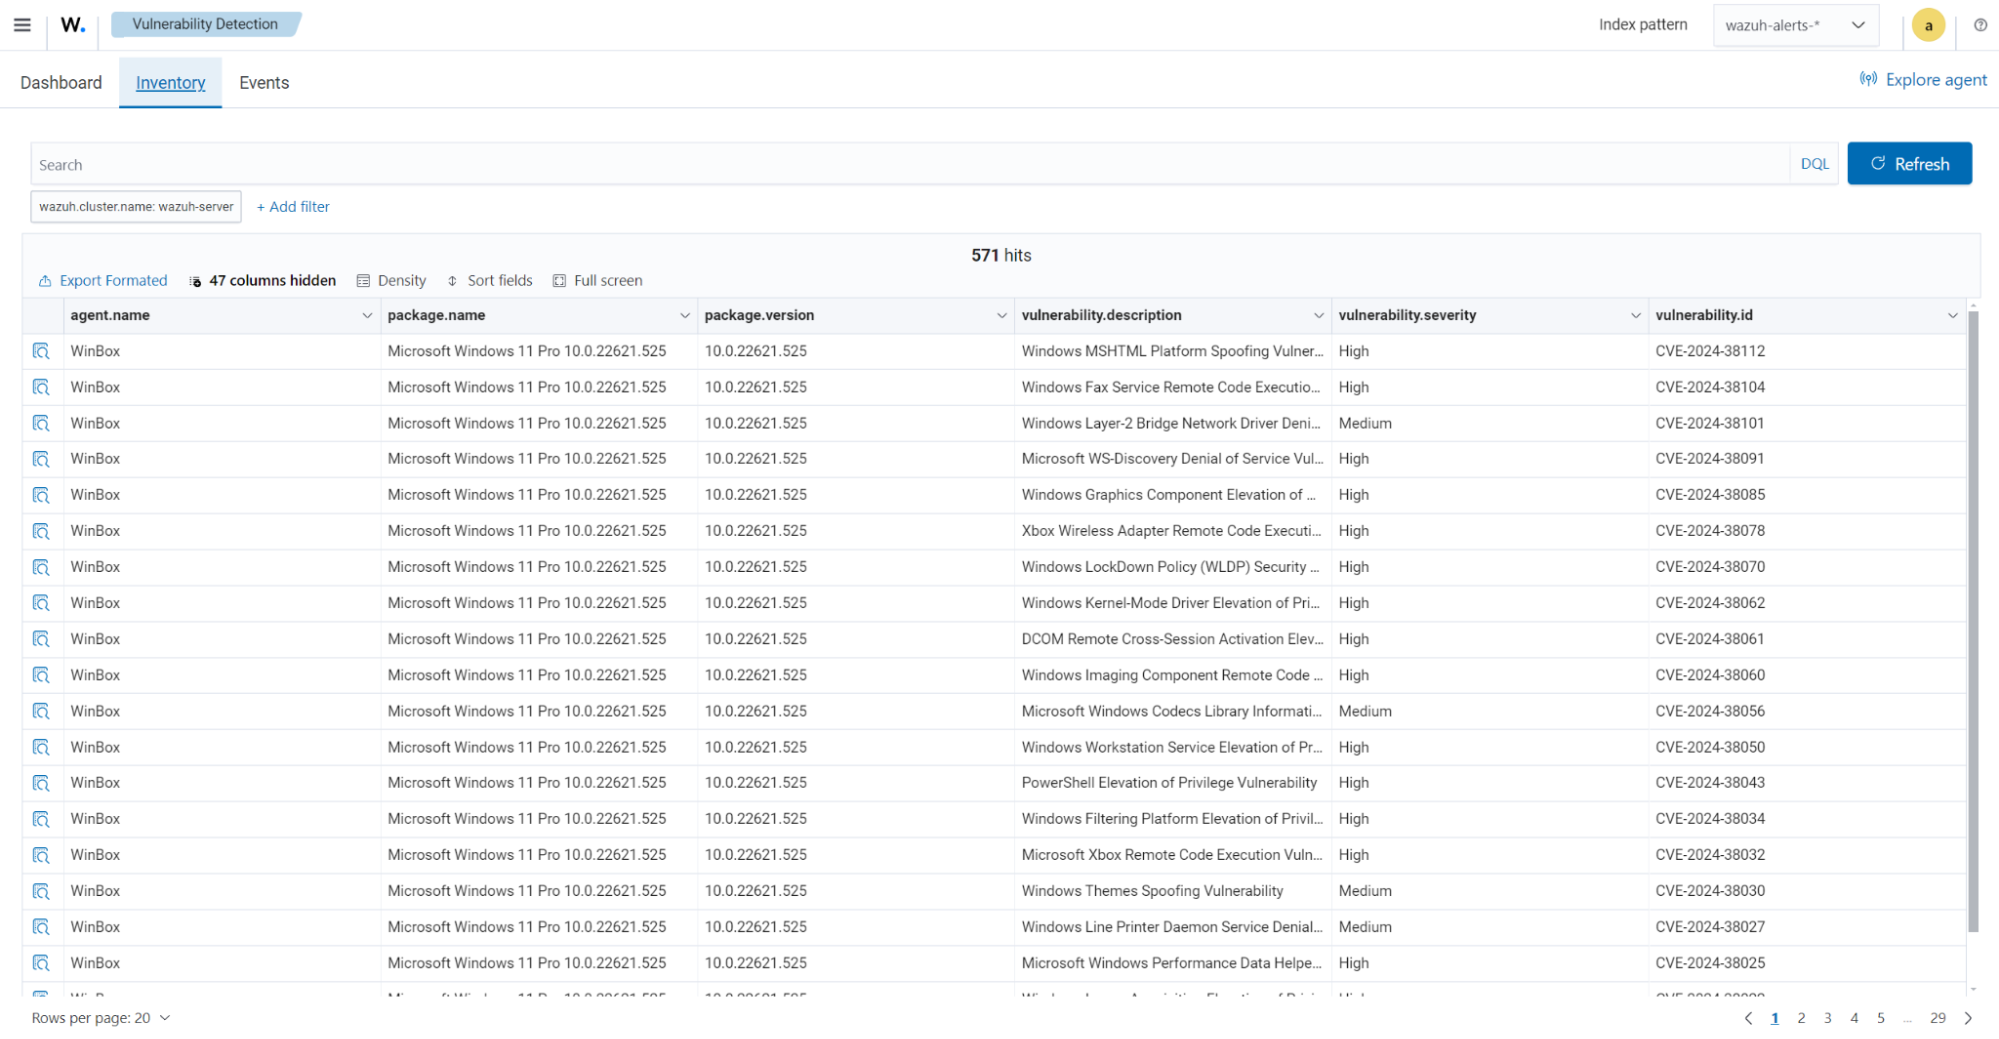 W. Vulnerability Detection Index pattern wazuh-alerts-* a
Dashboard Inventory Events Explore agent
Search DQL Refresh
wazuh.cluster.name: wazuh-server + Add filter
571 hits
Export Formated 47 columns hidden Density Sort fields Full screen
agent.name package.name package.version vulnerability.description vulnerability.severity vulnerability.id
WinBox Microsoft Windows 11 Pro 10.0.22621.525 10.0.22621.525 Windows MSHTML Platform Spoofing Vulner... High CVE-2024-38112
WinBox Microsoft Windows 11 Pro 10.0.22621.525 10.0.22621.525 Windows Fax Service Remote Code Executio... High CVE-2024-38104
WinBox Microsoft Windows 11 Pro 10.0.22621.525 10.0.22621.525 Windows Layer-2 Bridge Network Driver Deni... Medium CVE-2024-38101
WinBox Microsoft Windows 11 Pro 10.0.22621.525 10.0.22621.525 Microsoft WS-Discovery Denial of Service Vul... High CVE-2024-38091
WinBox Microsoft Windows 11 Pro 10.0.22621.525 10.0.22621.525 Windows Graphics Component Elevation of ... High CVE-2024-38085
WinBox Microsoft Windows 11 Pro 10.0.22621.525 10.0.22621.525 Xbox Wireless Adapter Remote Code Executi... High CVE-2024-38078
WinBox Microsoft Windows 11 Pro 10.0.22621.525 10.0.22621.525 Windows LockDown Policy (WLDP) Security ... High CVE-2024-38070
WinBox Microsoft Windows 11 Pro 10.0.22621.525 10.0.22621.525 Windows Kernel-Mode Driver Elevation of Pri... High CVE-2024-38062
WinBox Microsoft Windows 11 Pro 10.0.22621.525 10.0.22621.525 DCOM Remote Cross-Session Activation Elev... High CVE-2024-38061
WinBox Microsoft Windows 11 Pro 10.0.22621.525 10.0.22621.525 Windows Imaging Component Remote Code ... High CVE-2024-38060
WinBox Microsoft Windows 11 Pro 10.0.22621.525 10.0.22621.525 Microsoft Windows Codecs Library Informati... Medium CVE-2024-38056
WinBox Microsoft Windows 11 Pro 10.0.22621.525 10.0.22621.525 Windows Workstation Service Elevation of Pr... High CVE-2024-38050
WinBox Microsoft Windows 11 Pro 10.0.22621.525 10.0.22621.525 PowerShell Elevation of Privilege Vulnerability High CVE-2024-38043
WinBox Microsoft Windows 11 Pro 10.0.22621.525 10.0.22621.525 Windows Filtering Platform Elevation of Privil... High CVE-2024-38034
WinBox Microsoft Windows 11 Pro 10.0.22621.525 10.0.22621.525 Microsoft Xbox Remote Code Execution Vuln... High CVE-2024-38032
WinBox Microsoft Windows 11 Pro 10.0.22621.525 10.0.22621.525 Windows Themes Spoofing Vulnerability Medium CVE-2024-38030
WinBox Microsoft Windows 11 Pro 10.0.22621.525 10.0.22621.525 Windows Line Printer Daemon Service Denial... Medium CVE-2024-38027
WinBox Microsoft Windows 11 Pro 10.0.22621.525 10.0.22621.525 Microsoft Windows Performance Data Helpe... High CVE-2024-38025
Rows per page: 20 1 2 3 4 5 ... 29